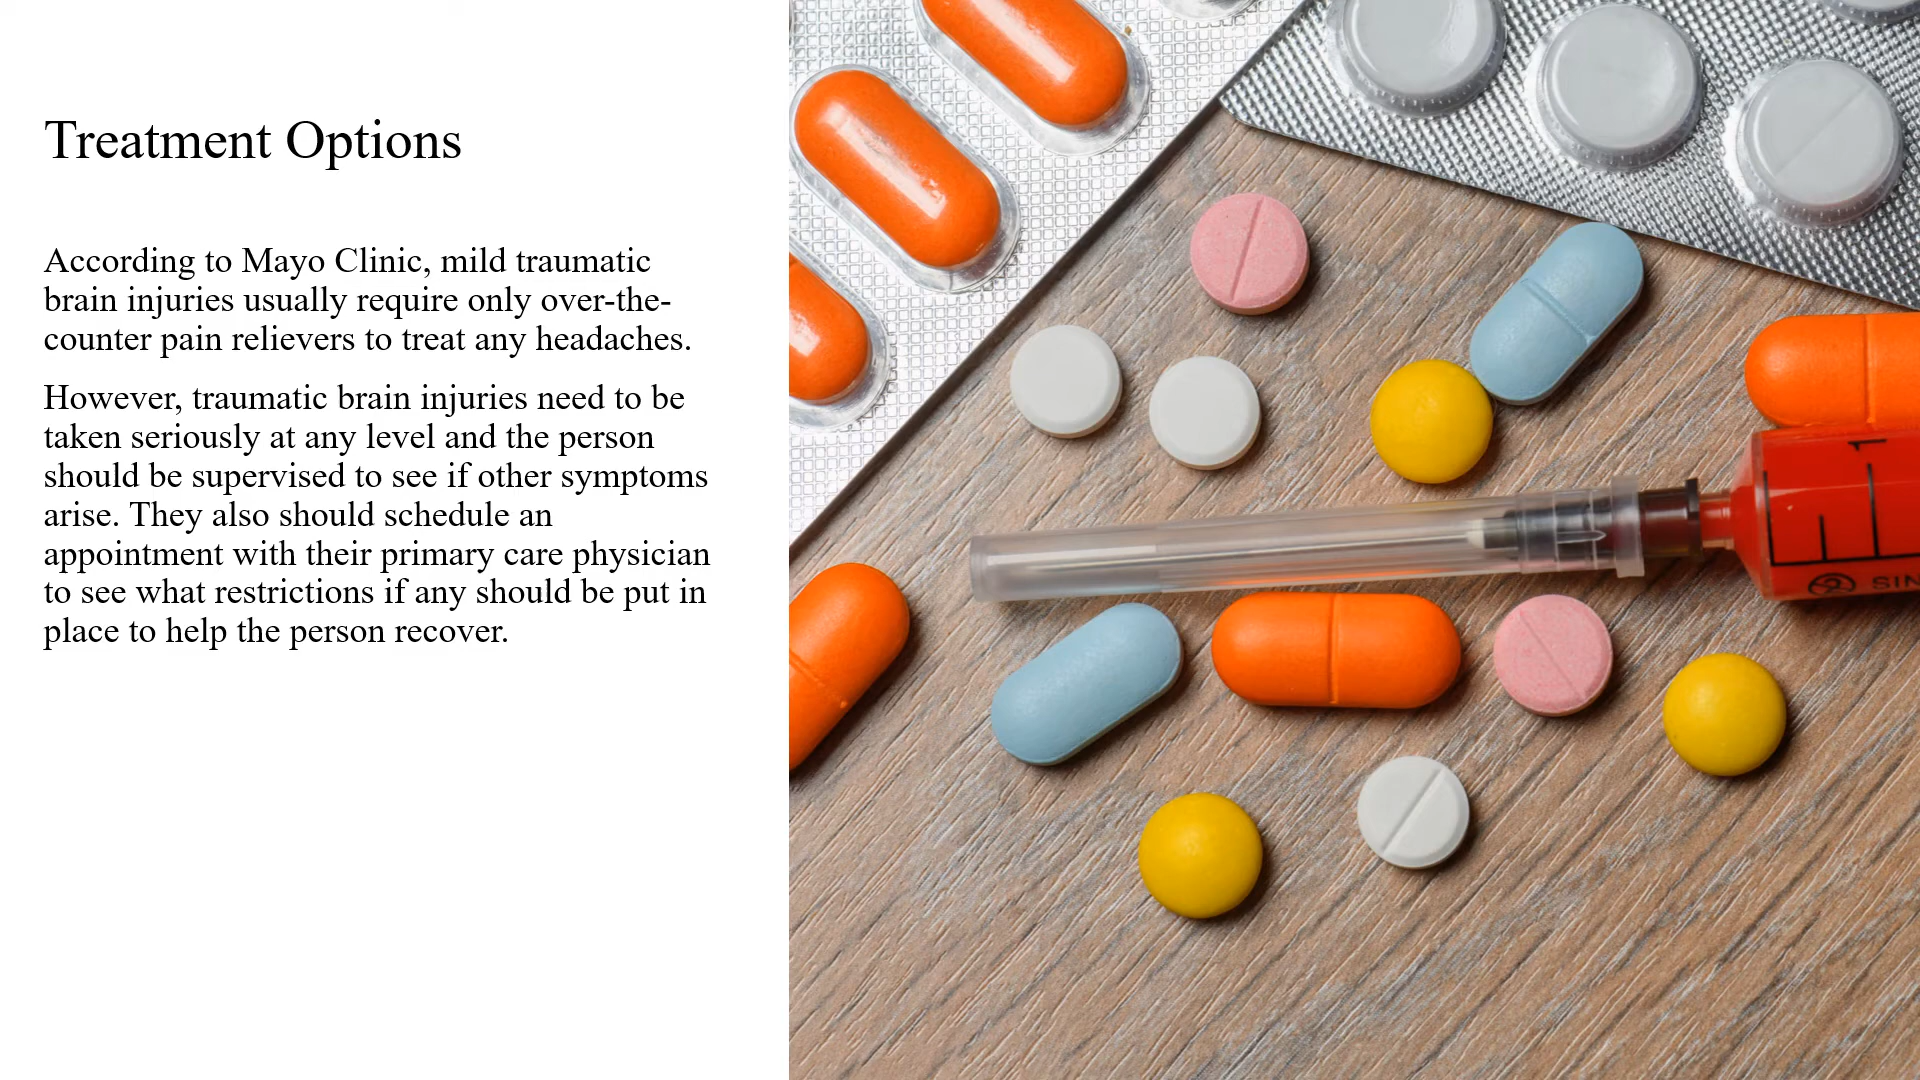 Treatment Options
According to Mayo Clinic, mild traumatic
brain injuries usually require only over-the-
counter pain relievers to treat any headaches.
However, traumatic brain injuries need to be
taken seriously at any level and the person
should be supervised to see if other symptoms
arise. They also should schedule an
appointment with their primary care physician
to see what restrictions if any should be put in
place to help the person recover.
1
SIN